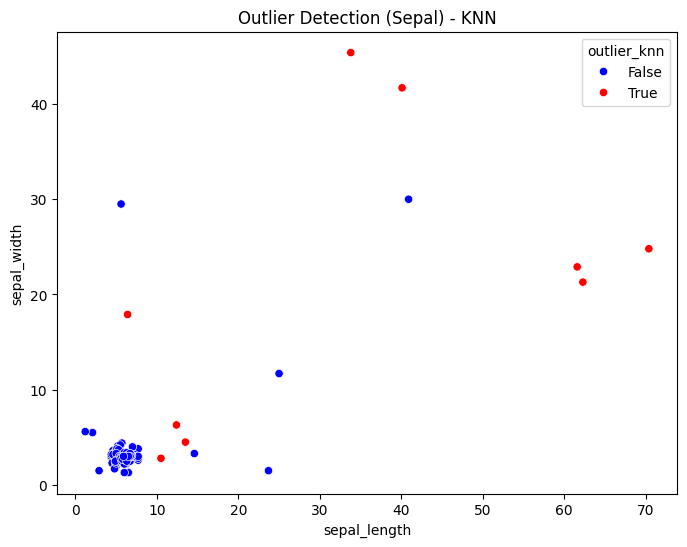 Outlier Detection (Sepal) - KNN
outlier_knn
False
True
40
30
20
10
0
sepal_width
0 10 20 30 40 50 60 70
sepal_length